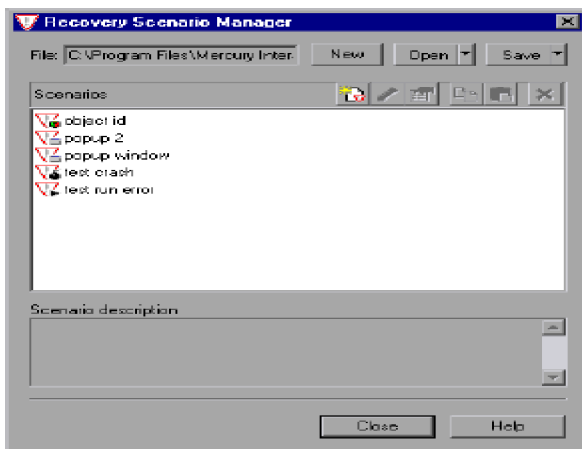 Recovery Scenario Manager
File: C:\Program Files\Mercury Inter. New Open Save
Scenarios
object id
popup 2
popup window
test crash
test run error
Scenario description
Close Help